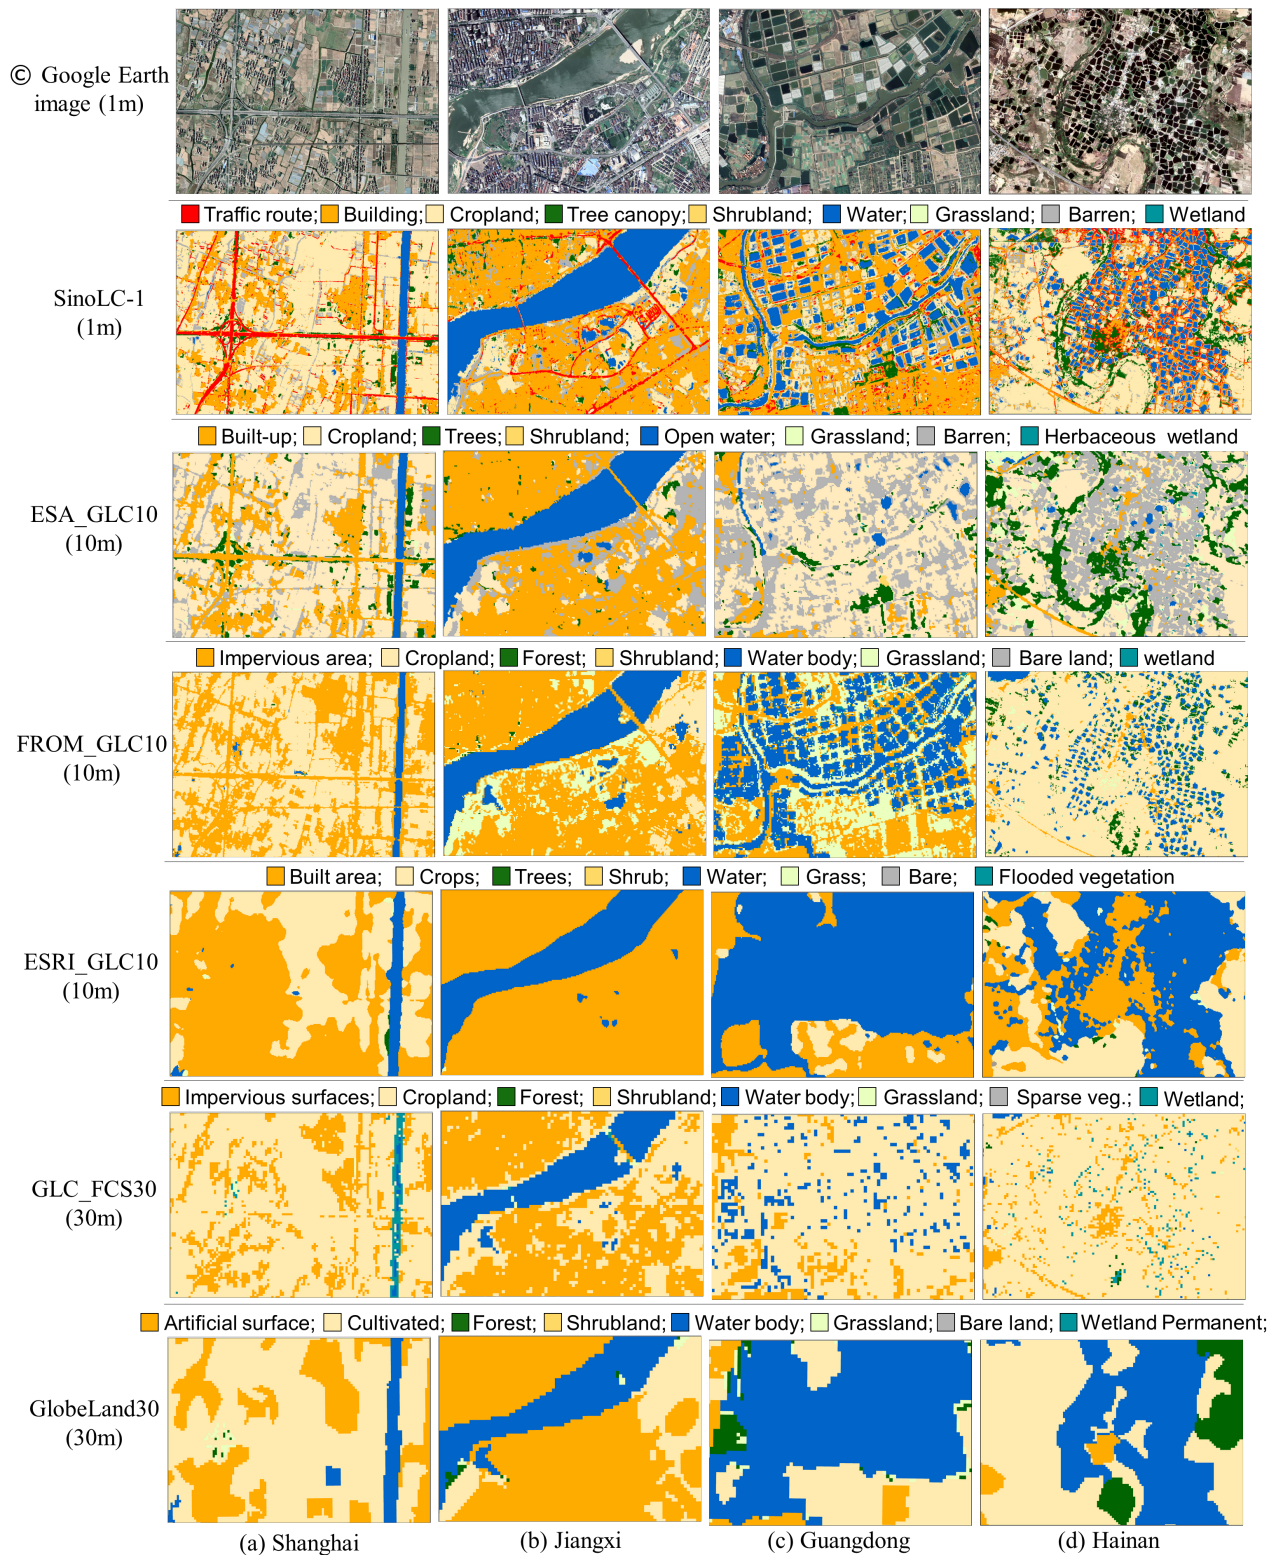 © Google Earth
image (1m)
Traffic route; Building; Cropland; Tree canopy; Shrubland; Water; Grassland; Barren; Wetland
SinoLC-1
(1m)
Built-up; Cropland; Trees; Shrubland; Open water; Grassland; Barren; Herbaceous wetland
ESA_GLC10
(10m)
Impervious area; Cropland; Forest; Shrubland; Water body; Grassland; Bare land; wetland
FROM_GLC10
(10m)
Built area; Crops; Trees; Shrub; Water; Grass; Bare; Flooded vegetation
ESRI_GLC10
(10m)
Impervious surfaces; Cropland; Forest; Shrubland; Water body; Grassland; Sparse veg.; Wetland;
GLC_FCS30
(30m)
Artificial surface; Cultivated; Forest; Shrubland; Water body; Grassland; Bare land; Wetland Permanent;
GlobeLand30
(30m)
(a) Shanghai (b) Jiangxi (c) Guangdong (d) Hainan